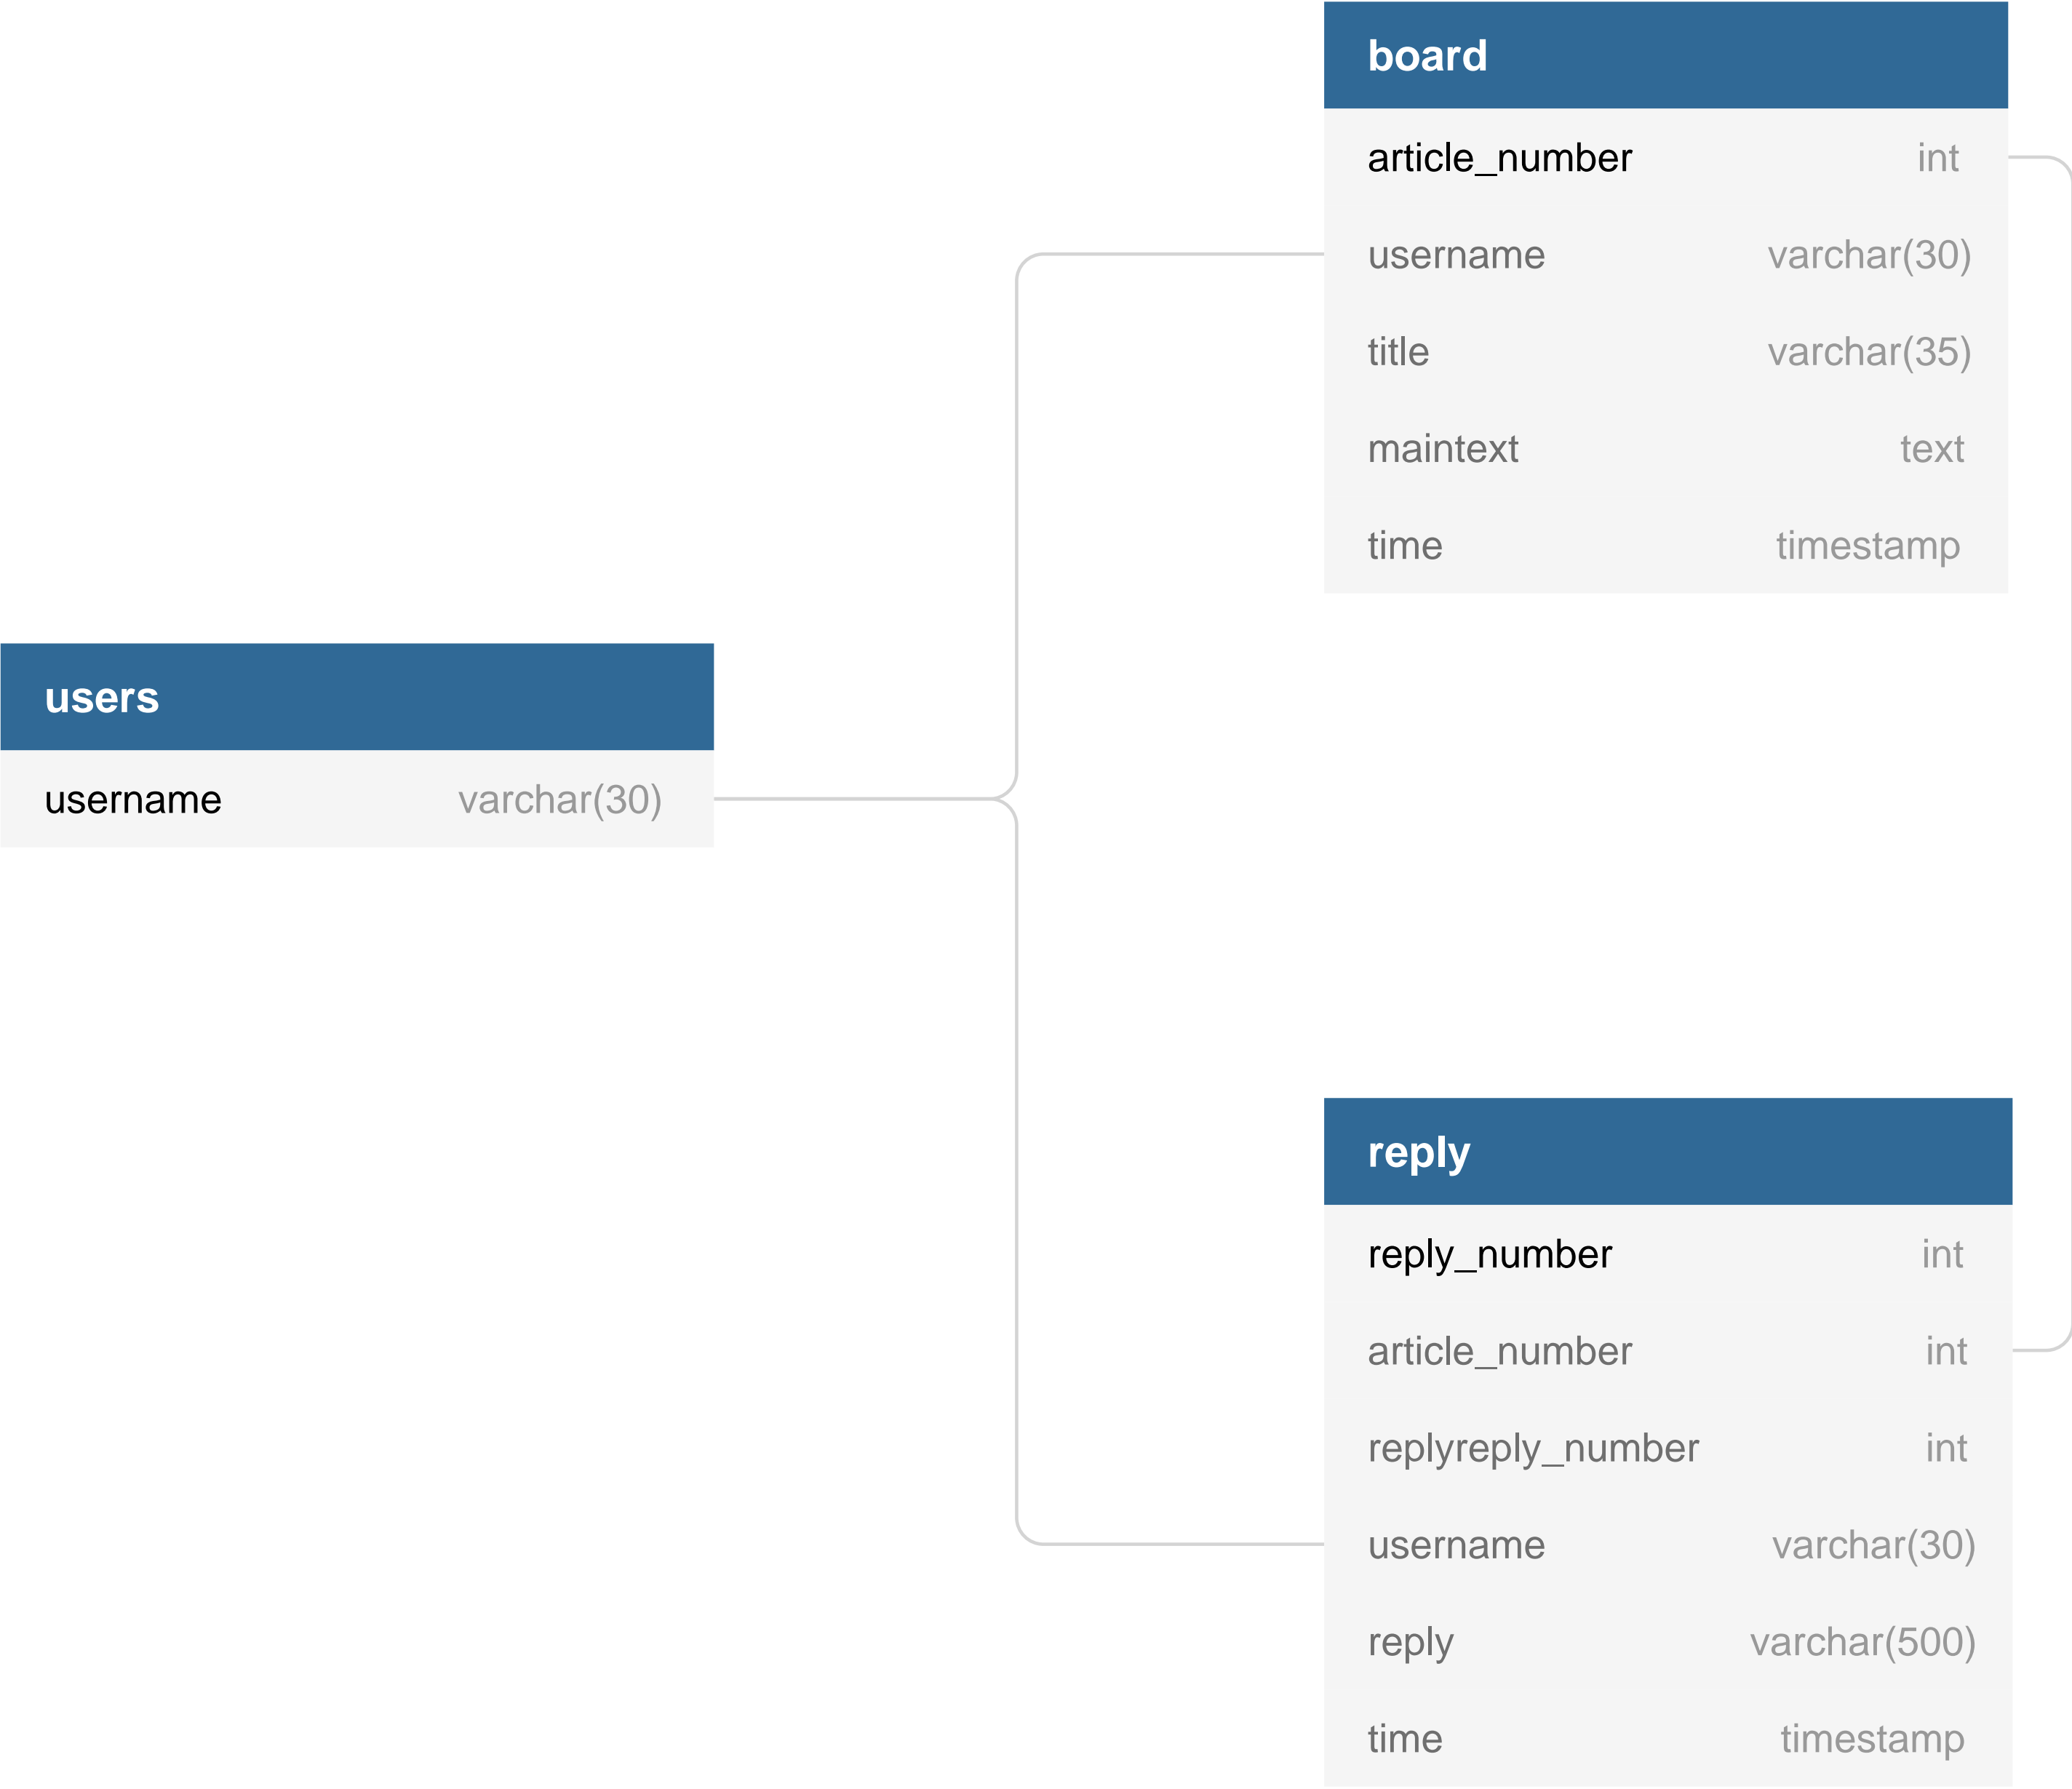 board
article_number int
username varchar(30)
title varchar(35)
maintext text
time timestamp
users
username varchar(30)
reply
reply_number int
article_number int
replyreply_number int
username varchar(30)
reply varchar(500)
time timestamp